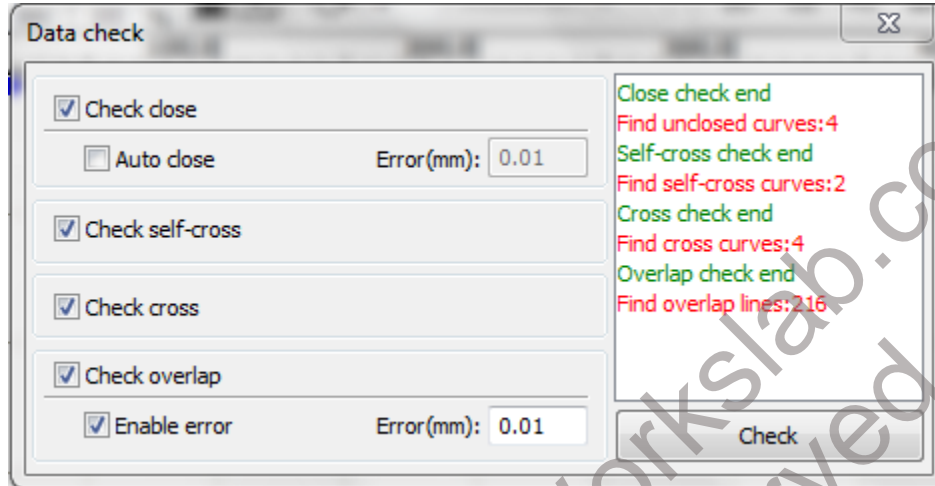 Data check
Check close
Auto close Error(mm): 0.01
Check self-cross
Check cross
Check overlap
Enable error Error(mm): 0.01
Close check end
Find unclosed curves:4
Self-cross check end
Find self-cross curves:2
Cross check end
Find cross curves:4
Overlap check end
Find overlap lines:216
Check